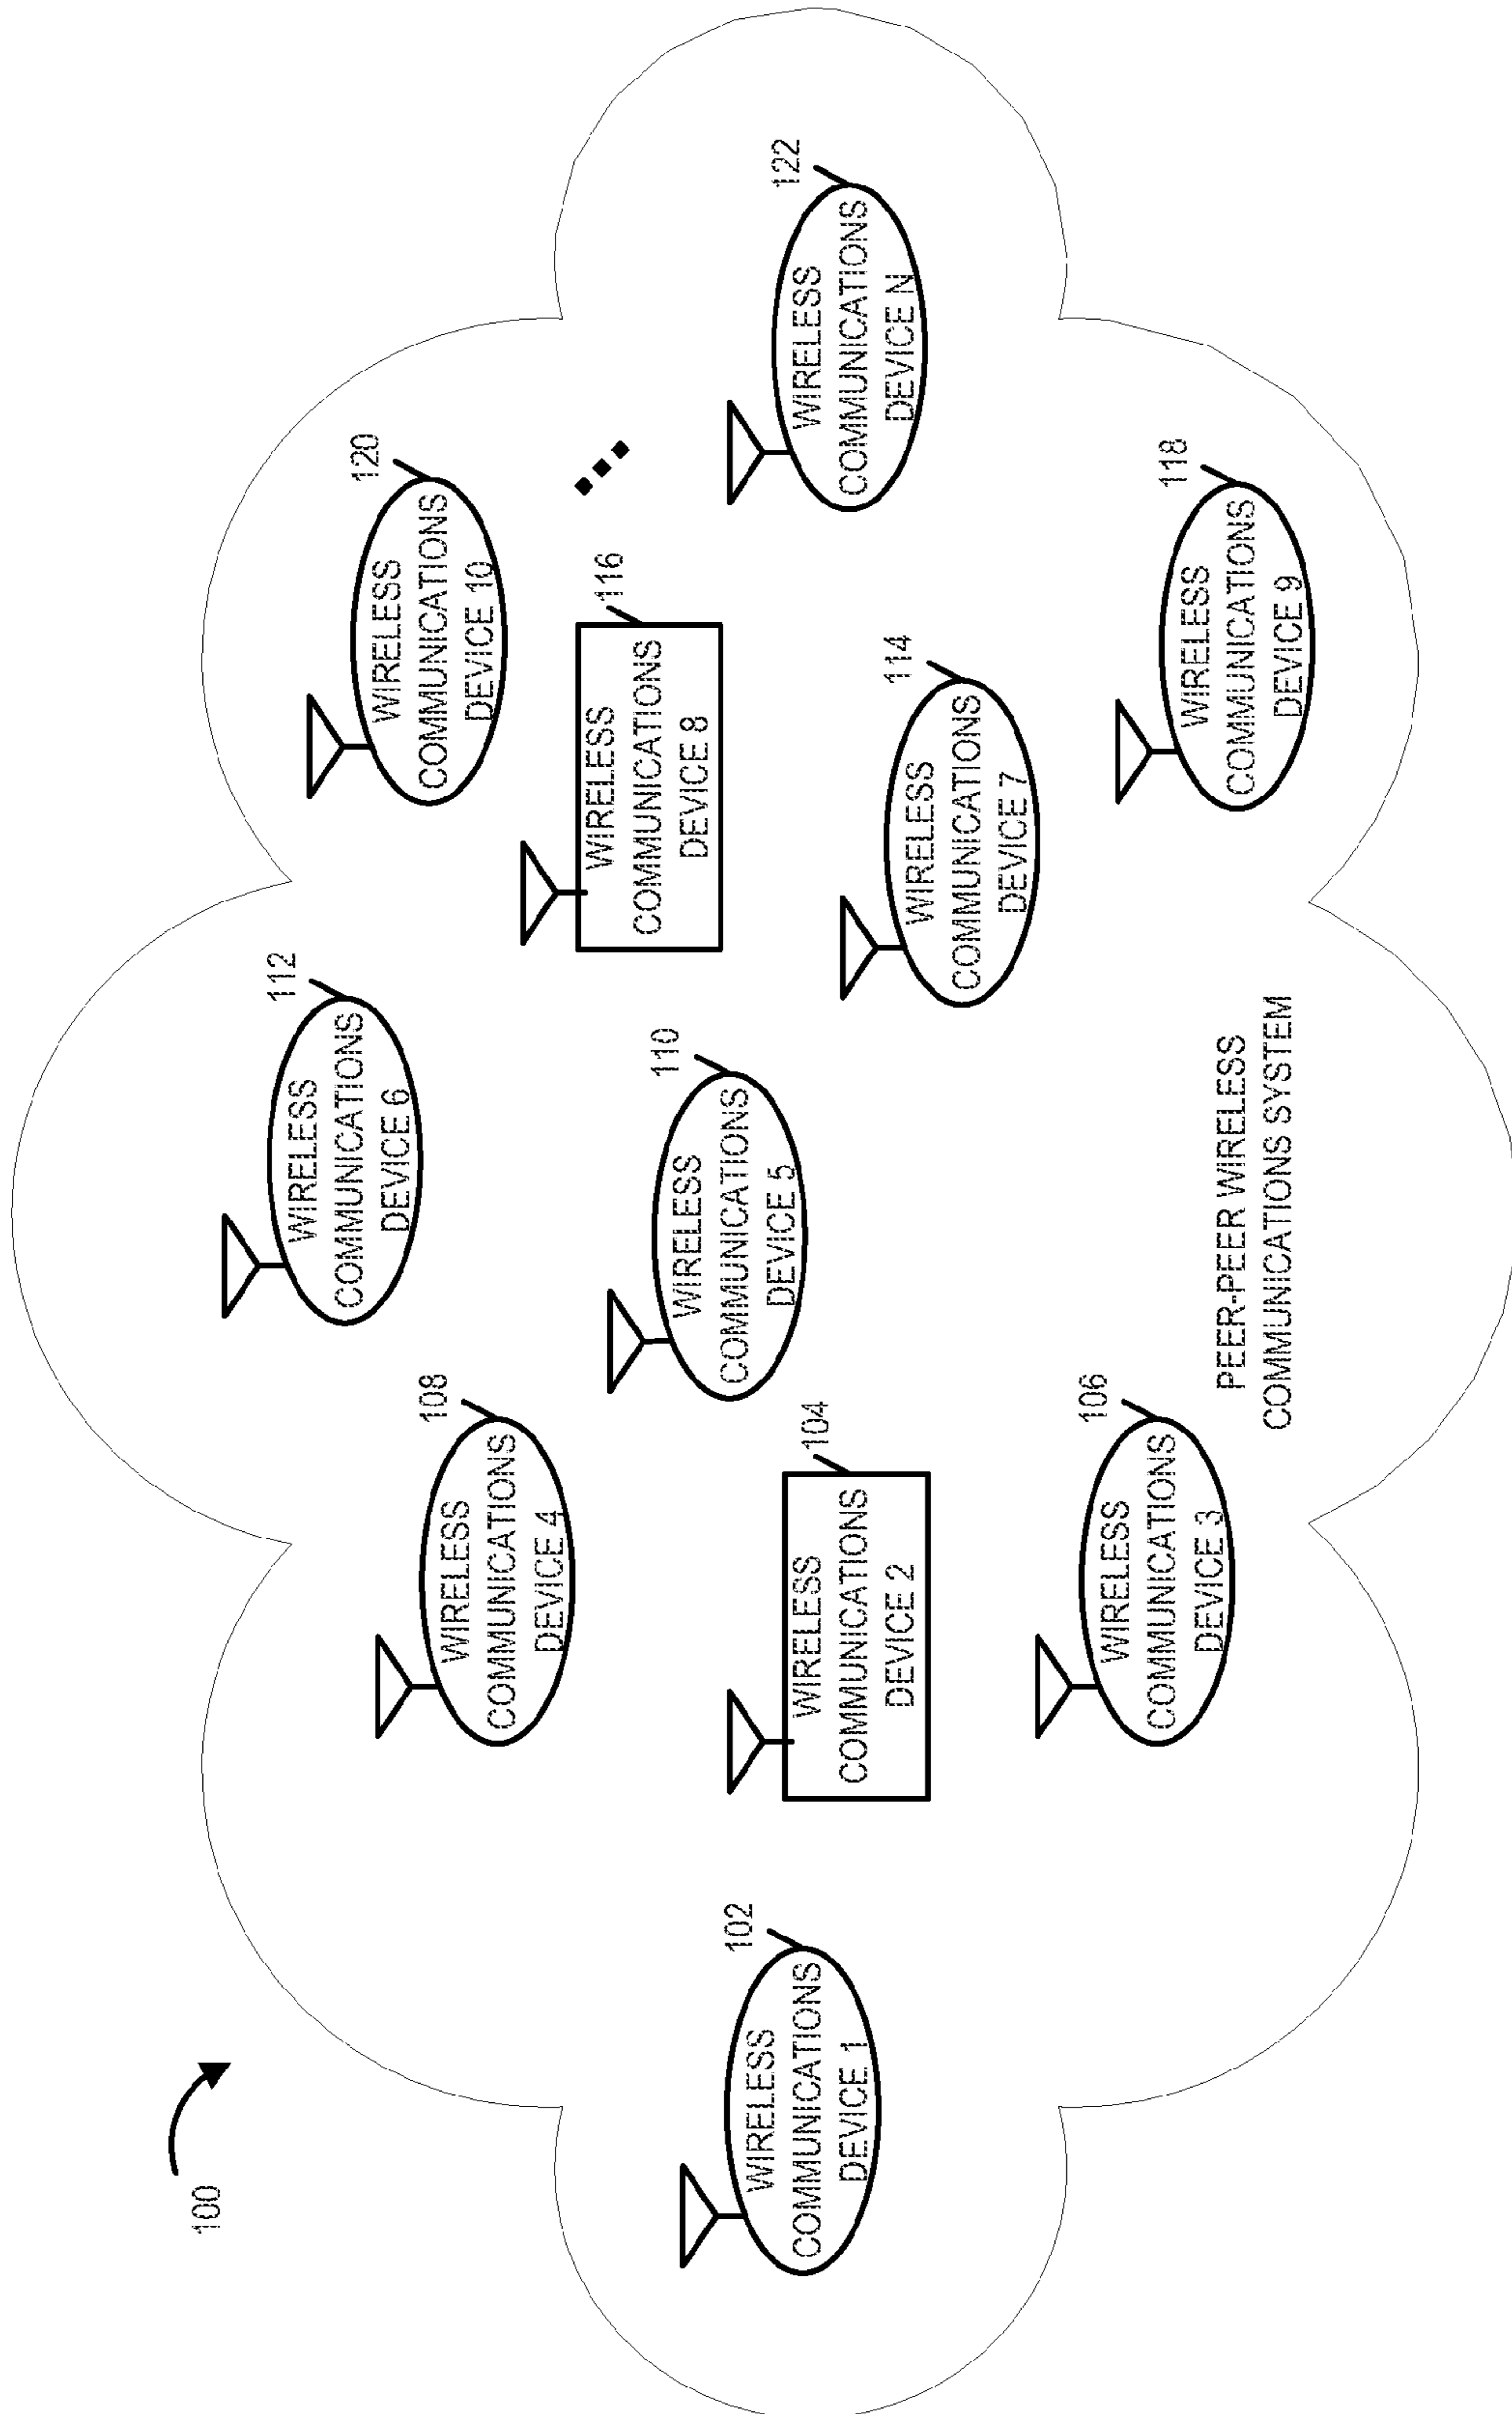 100
WIRELESS
COMMUNICATIONS
DEVICE 1
102
WIRELESS
COMMUNICATIONS
DEVICE 2
104
WIRELESS
COMMUNICATIONS
DEVICE 3
106
WIRELESS
COMMUNICATIONS
DEVICE 4
108
WIRELESS
COMMUNICATIONS
DEVICE 5
110
WIRELESS
COMMUNICATIONS
DEVICE 6
112
WIRELESS
COMMUNICATIONS
DEVICE 7
114
WIRELESS
COMMUNICATIONS
DEVICE 8
116
WIRELESS
COMMUNICATIONS
DEVICE 9
118
WIRELESS
COMMUNICATIONS
DEVICE 10
120
WIRELESS
COMMUNICATIONS
DEVICE N
122
PEER-PEER WIRELESS
COMMUNICATIONS SYSTEM